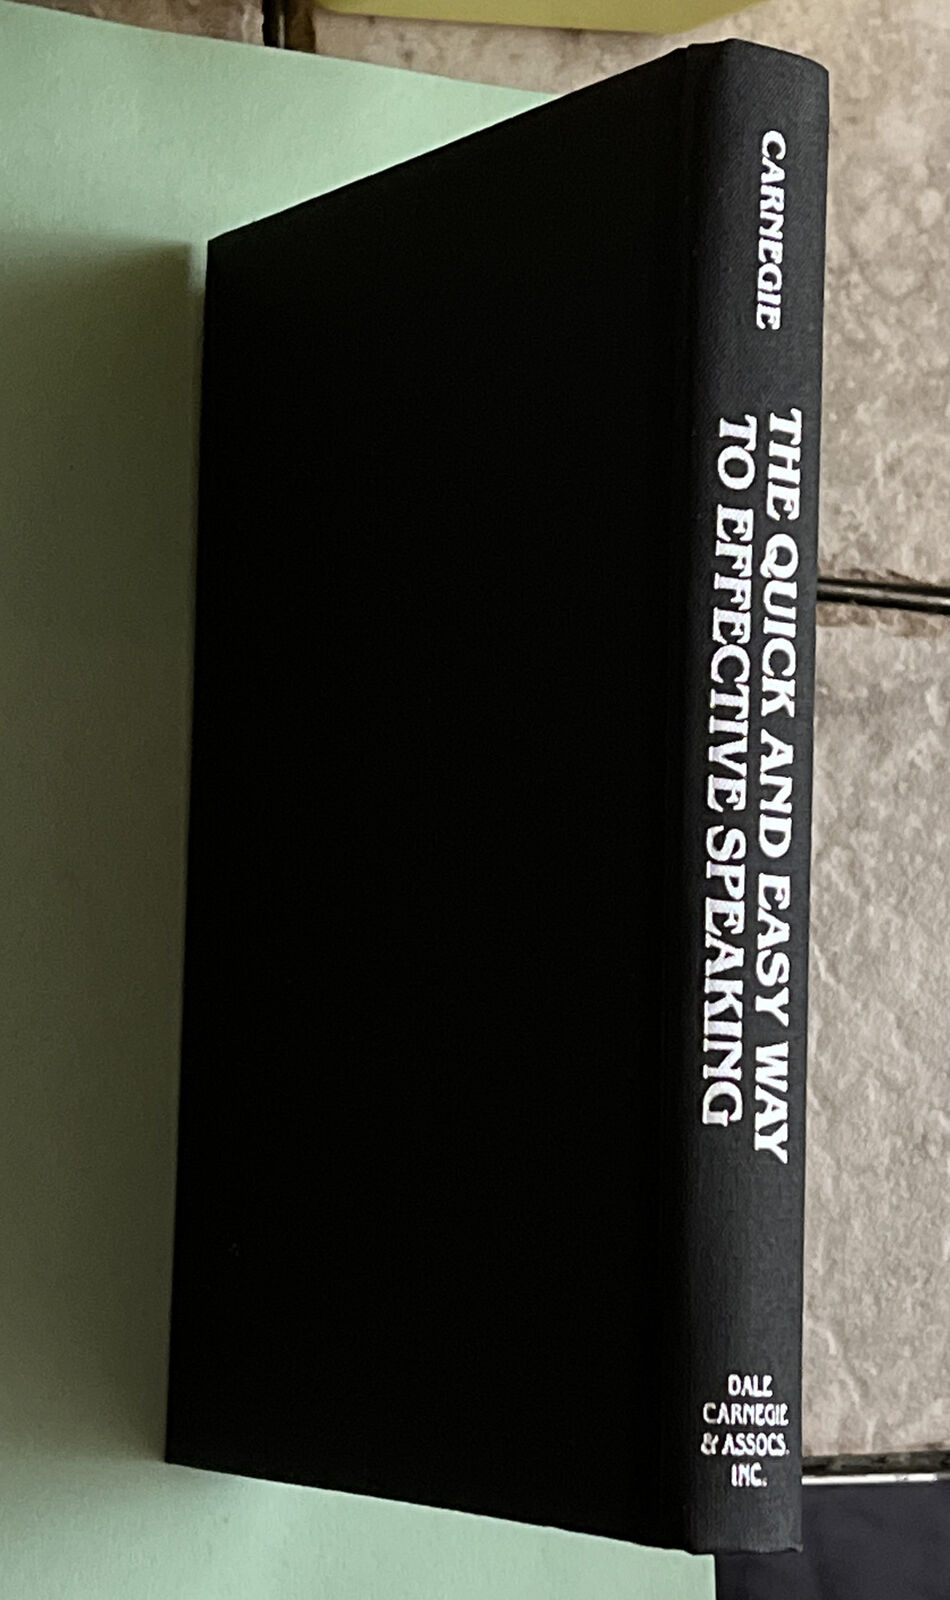 CARNEGIE
THE QUICK AND EASY WAY
TO EFFECTIVE SPEAKING
DALE
CARNEGIE
& ASSOCS.
INC.